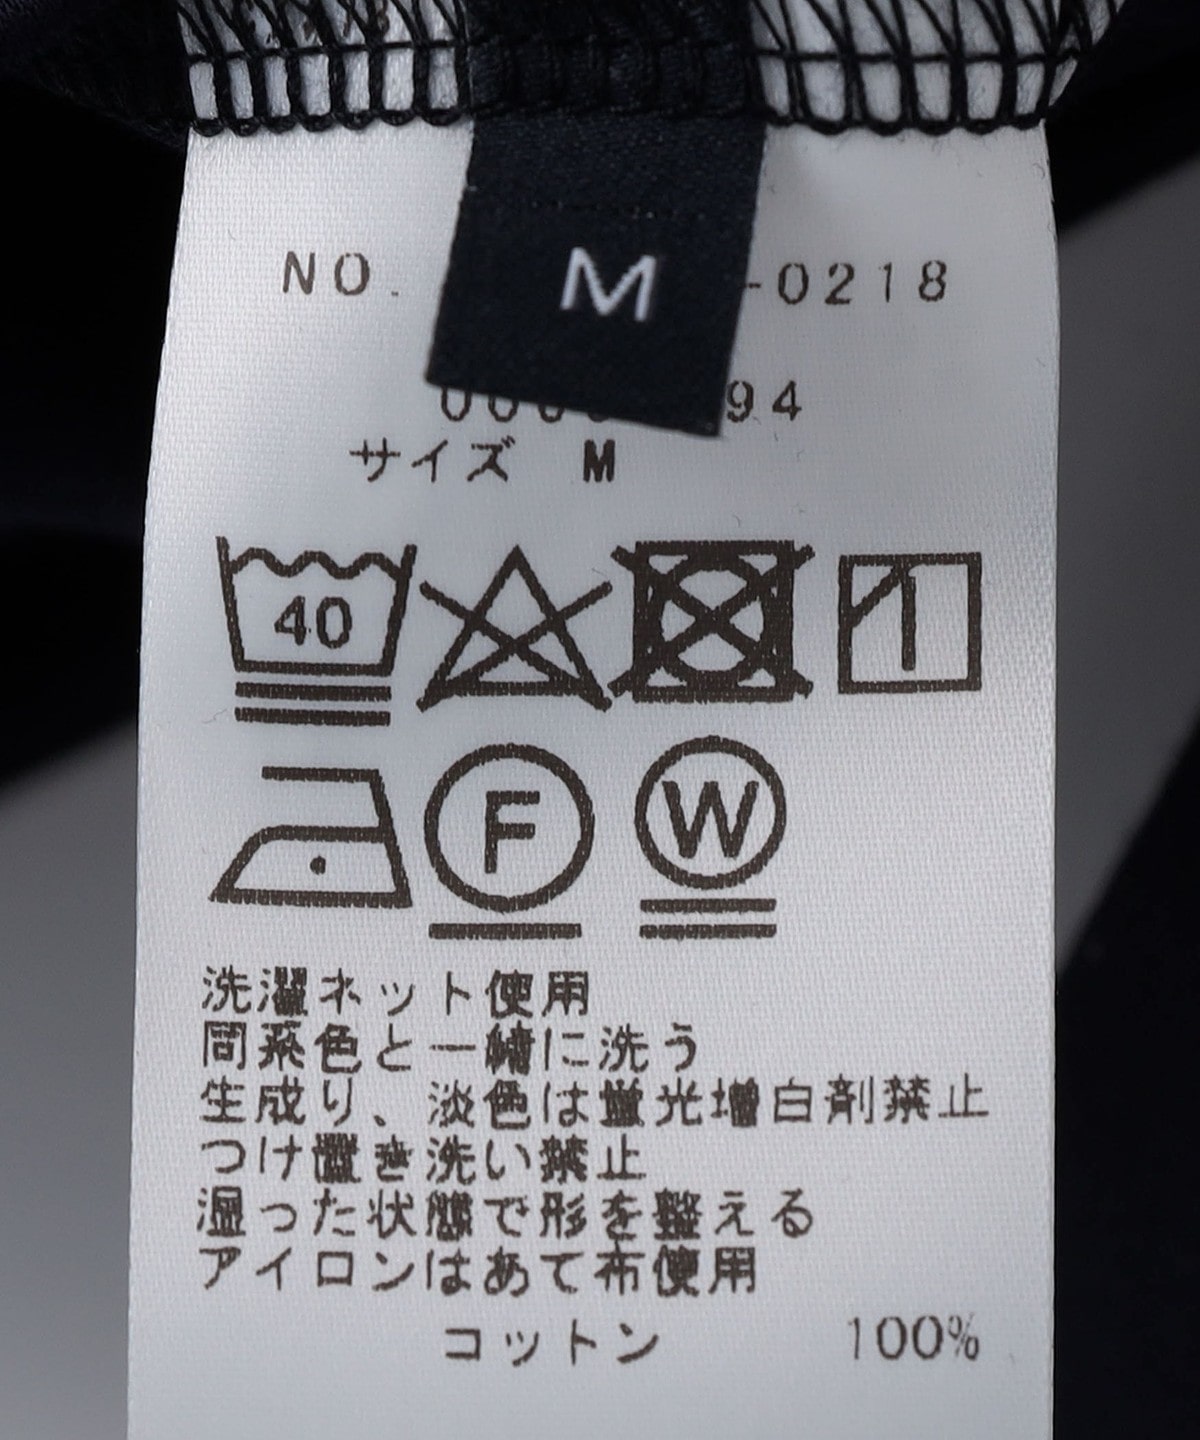 M
NO. -0218
94
サイズ M
40
F
W
洗濯ネット使用
同系色と一緒に洗う
生成り、淡色は蛍光増白剤禁止
つけ置き洗い禁止
湿った状態で形を整える
アイロンはあて布使用
コットン 100%